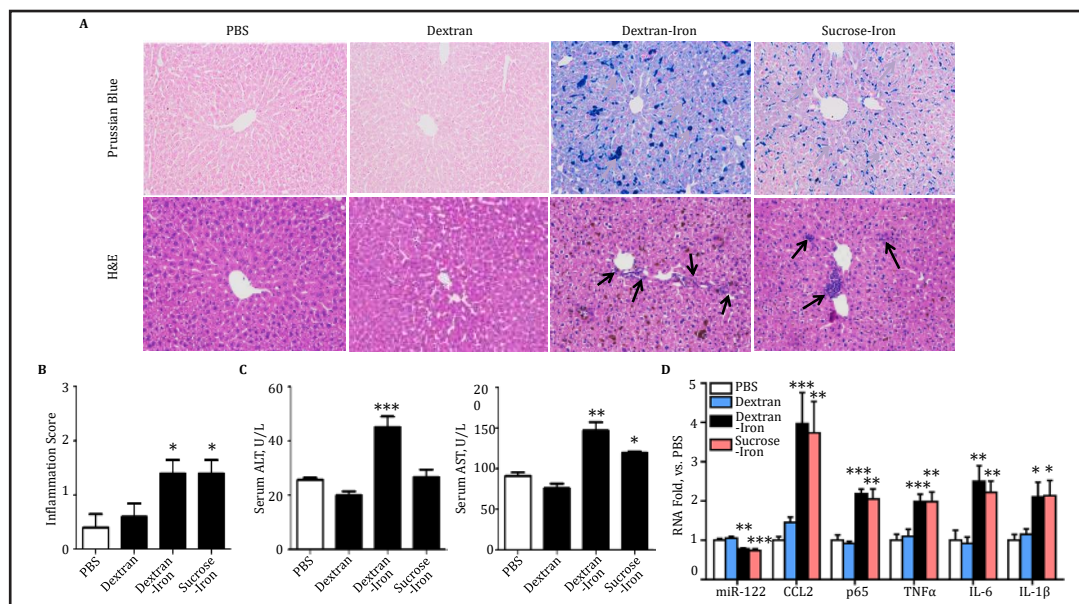 A
PBS
Dextran
Dextran-Iron
Sucrose-Iron
Prussian Blue
H&E
B
Inflammation Score
3
2
1
0
*
*
PBS
Dextran
Dextran
-Iron
Sucrose
-Iron
C
Serum ALT, U/L
60
40
20
0
***
PBS
Dextran
Dextran
-Iron
Sucrose
-Iron
Serum AST, U/L
20
0
150
100
50
0
**
*
PBS
Dextran
Dextran
-Iron
Sucrose
-Iron
D
RNA Fold, vs. PBS
5
4
3
2
1
0
PBS
Dextran
Dextran
-Iron
Sucrose
-Iron
**
***
***
**
***
**
***
**
**
**
*
*
miR-122
CCL2
p65
TNFα
IL-6
IL-1β